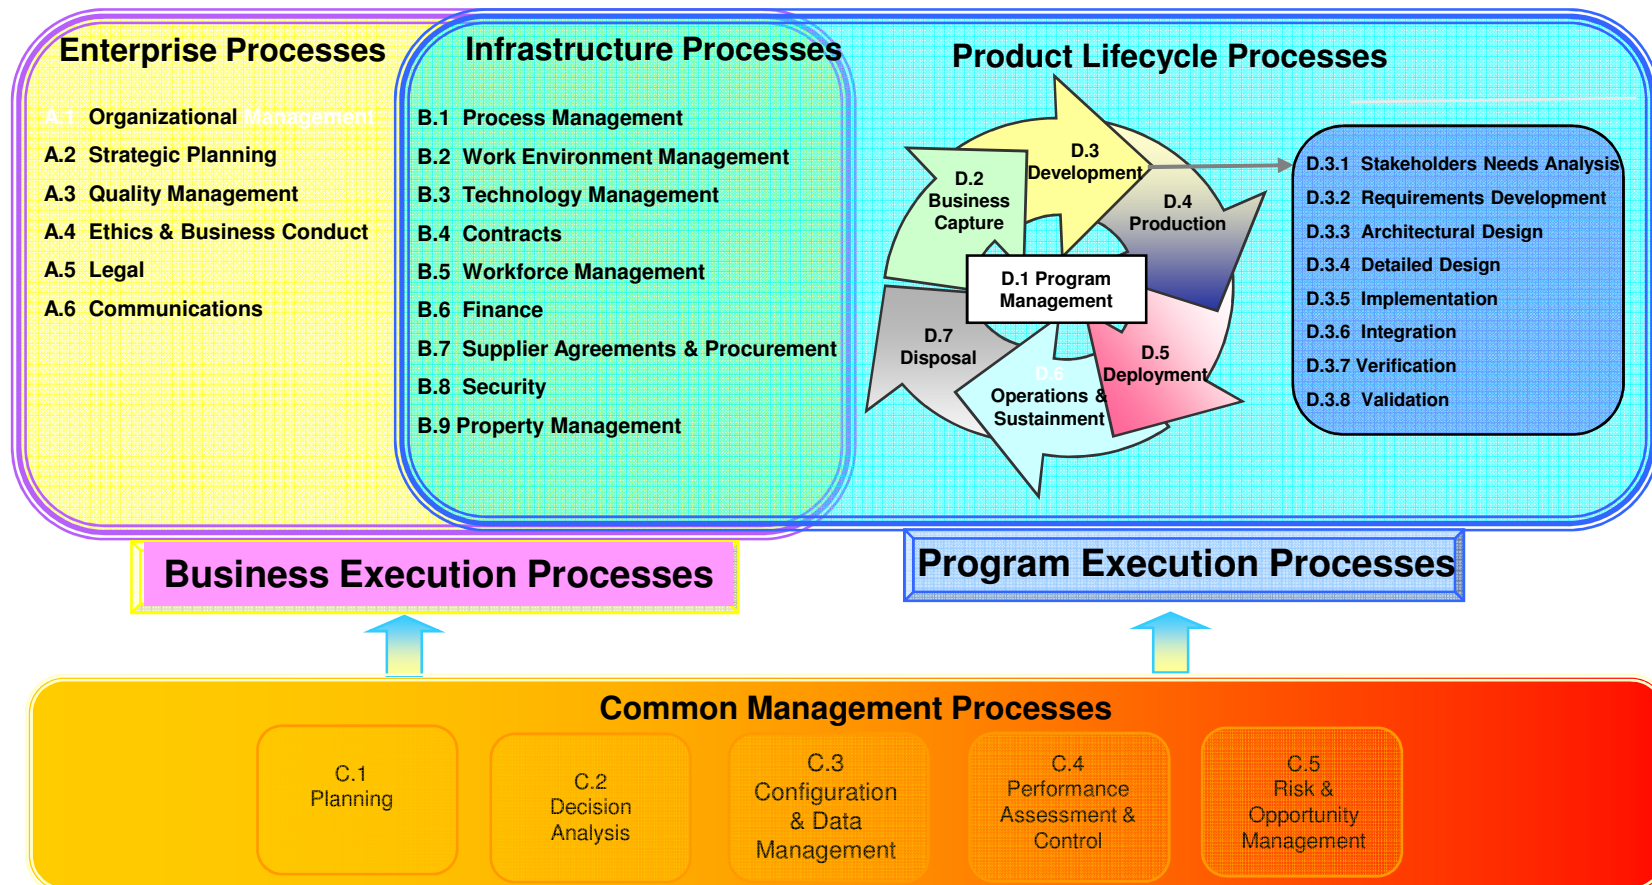 Enterprise Processes
A.1 Organizational Management
A.2 Strategic Planning
A.3 Quality Management
A.4 Ethics & Business Conduct
A.5 Legal
A.6 Communications
Infrastructure Processes
B.1 Process Management
B.2 Work Environment Management
B.3 Technology Management
B.4 Contracts
B.5 Workforce Management
B.6 Finance
B.7 Supplier Agreements & Procurement
B.8 Security
B.9 Property Management
Product Lifecycle Processes
D.1 Program
Management
D.2
Business
Capture
D.3
Development
D.4
Production
D.5
Deployment
D.6
Operations &
Sustainment
D.7
Disposal
D.3.1 Stakeholders Needs Analysis
D.3.2 Requirements Development
D.3.3 Architectural Design
D.3.4 Detailed Design
D.3.5 Implementation
D.3.6 Integration
D.3.7 Verification
D.3.8 Validation
Business Execution Processes
Program Execution Processes
Common Management Processes
C.1
Planning
C.2
Decision
Analysis
C.3
Configuration
& Data
Management
C.4
Performance
Assessment &
Control
C.5
Risk &
Opportunity
Management